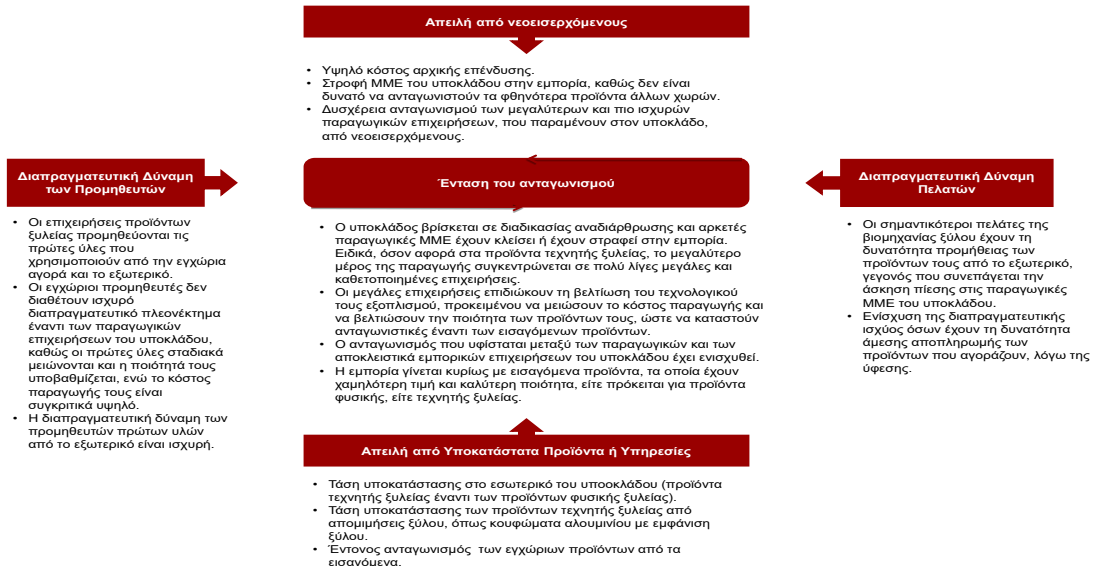 Απειλή από νεοεισερχόμενους
• Υψηλό κόστος αρχικής επένδυσης.
• Στροφή ΜΜΕ του υποκλάδου στην εμπορία, καθώς δεν είναι
δυνατό να ανταγωνιστούν τα φθηνότερα προϊόντα άλλων χωρών.
• Δυσχέρεια ανταγωνισμού των μεγαλύτερων και πιο ισχυρών
παραγωγικών επιχειρήσεων, που παραμένουν στον υποκλάδο,
από νεοεισερχόμενους.
Διαπραγματευτική Δύναμη
των Προμηθευτών
• Οι επιχειρήσεις προϊόντων
ξυλείας προμηθεύονται τις
πρώτες ύλες που
χρησιμοποιούν από την εγχώρια
αγορά και το εξωτερικό.
• Οι εγχώριοι προμηθευτές δεν
διαθέτουν ισχυρό
διαπραγματευτικό πλεονέκτημα
έναντι των παραγωγικών
επιχειρήσεων του υποκλάδου,
καθώς οι πρώτες ύλες σταδιακά
μειώνονται και η ποιότητά τους
υποβαθμίζεται, ενώ το κόστος
παραγωγής τους είναι
συγκριτικά υψηλό.
• Η διαπραγματευτική δύναμη των
προμηθευτών πρώτων υλών
από το εξωτερικό είναι ισχυρή.
Ένταση του ανταγωνισμού
• Ο υποκλάδος βρίσκεται σε διαδικασία αναδιάρθρωσης και αρκετές
παραγωγικές ΜΜΕ έχουν κλείσει ή έχουν στραφεί στην εμπορία.
Ειδικά, όσον αφορά στα προϊόντα τεχνητής ξυλείας, το μεγαλύτερο
μέρος της παραγωγής συγκεντρώνεται σε πολύ λίγες μεγάλες και
καθετοποιημένες επιχειρήσεις.
• Οι μεγάλες επιχειρήσεις επιδιώκουν τη βελτίωση του τεχνολογικού
τους εξοπλισμού, προκειμένου να μειώσουν το κόστος παραγωγής και
να βελτιώσουν την ποιότητα των προϊόντων τους, ώστε να καταστούν
ανταγωνιστικές έναντι των εισαγόμενων προϊόντων.
• Ο ανταγωνισμός που υφίσταται μεταξύ των παραγωγικών και των
αποκλειστικά εμπορικών επιχειρήσεων του υποκλάδου έχει ενισχυθεί.
• Η εμπορία γίνεται κυρίως με εισαγόμενα προϊόντα, τα οποία έχουν
χαμηλότερη τιμή και καλύτερη ποιότητα, είτε πρόκειται για προϊόντα
φυσικής, είτε τεχνητής ξυλείας.
Διαπραγματευτική Δύναμη
Πελατών
• Οι σημαντικότεροι πελάτες της
βιομηχανίας ξύλου έχουν τη
δυνατότητα προμήθειας των
προϊόντων τους από το εξωτερικό,
γεγονός που συνεπάγεται την
άσκηση πίεσης στις παραγωγικές
ΜΜΕ του υποκλάδου.
• Ενίσχυση της διαπραγματευτικής
ισχύος όσων έχουν τη δυνατότητα
άμεσης αποπληρωμής των
προϊόντων που αγοράζουν, λόγω της
ύφεσης.
Απειλή από Υποκατάστατα Προϊόντα ή Υπηρεσίες
• Τάση υποκατάστασης στο εσωτερικό του υποοκλάδου (προϊόντα
τεχνητής ξυλείας έναντι των προϊόντων φυσικής ξυλείας).
• Τάση υποκατάστασης των προϊόντων τεχνητής ξυλείας από
απομιμήσεις ξύλου, όπως κουφώματα αλουμινίου με εμφάνιση
ξύλου.
• Έντονος ανταγωνισμός των εγχώριων προϊόντων από τα
εισαγόμενα.